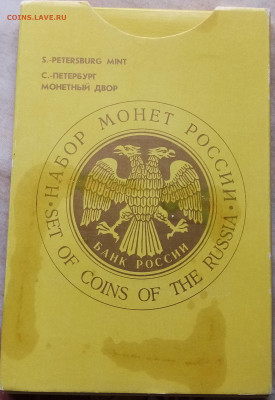 COINS.LAVE.RU
S.-PETERSBURG MINT
С.-ПЕТЕРБУРГ
МОНЕТНЫЙ ДВОР
НАБОР МОНЕТ РОССИИ
БАНК РОССИИ
SET OF COINS OF THE RUSSIA